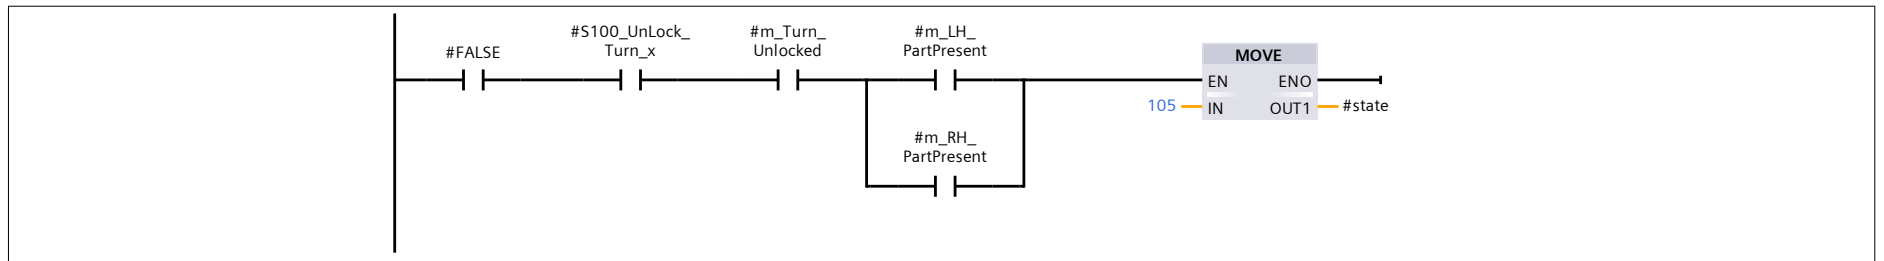 #FALSE
#S100_UnLock_
Turn_x
#m_Turn_
Unlocked
#m_LH_
PartPresent
MOVE
EN ENO
105 IN OUT1 #state
#m_RH_
PartPresent